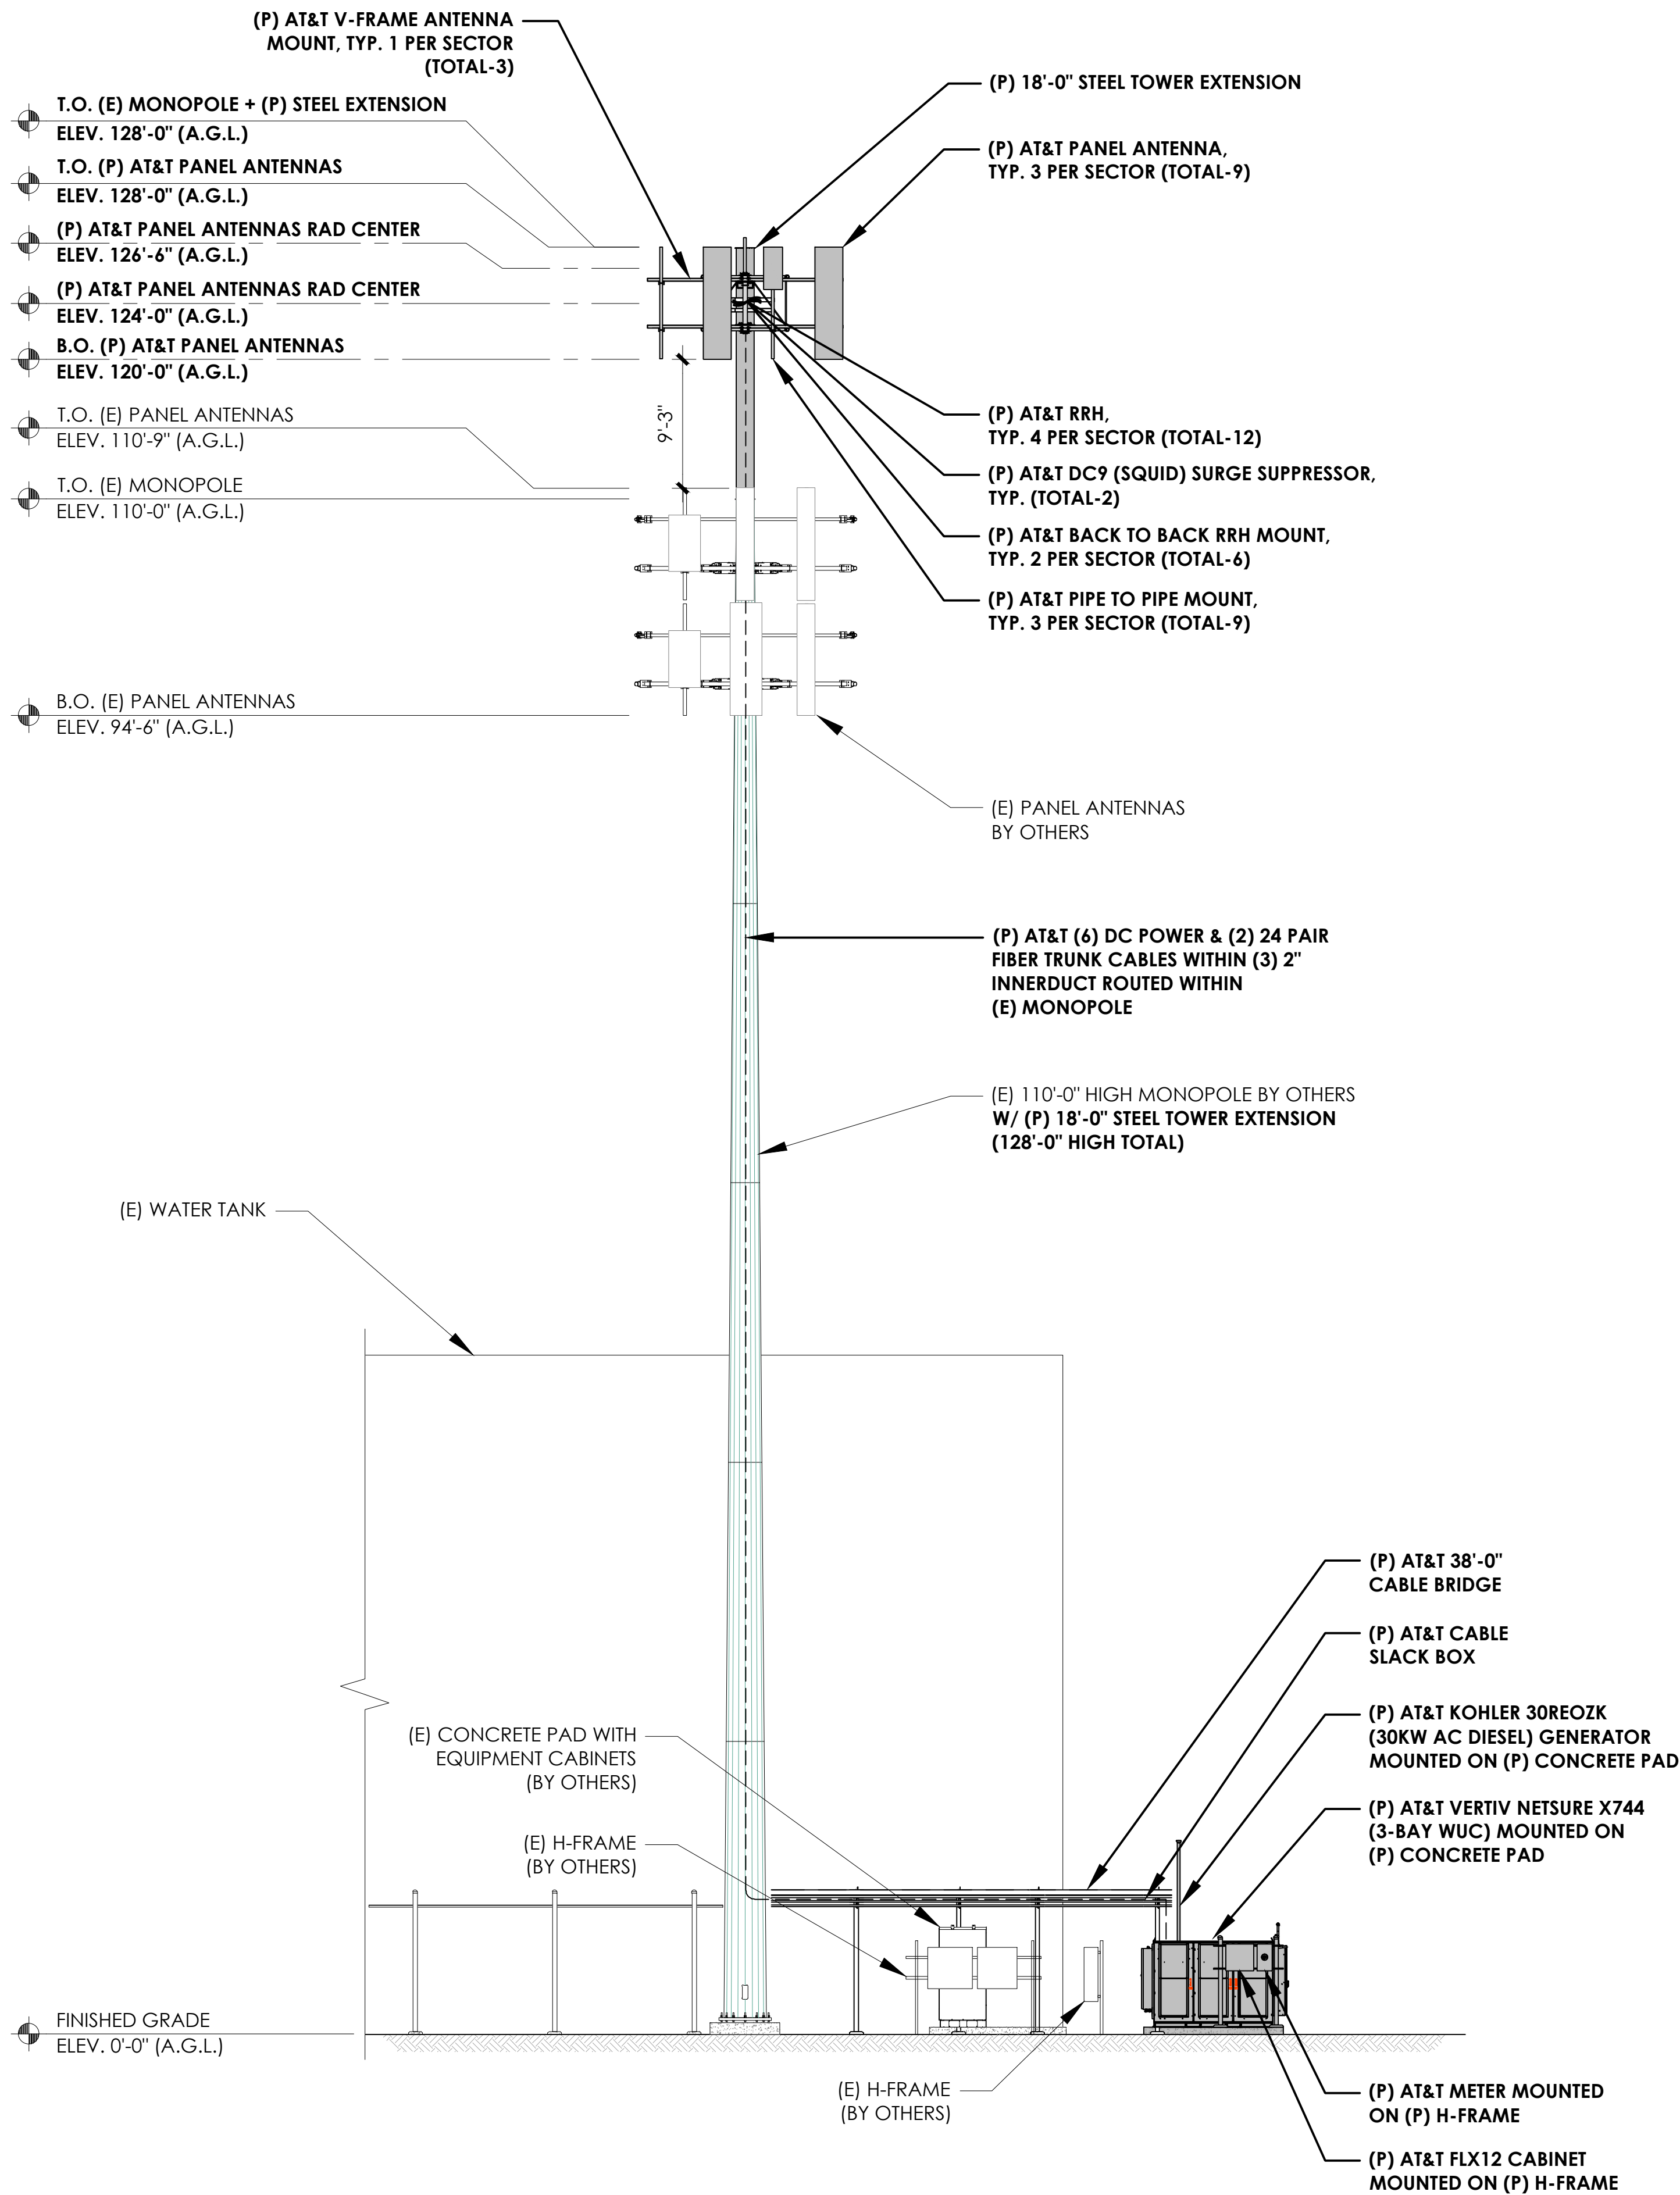 (P) AT&T V-FRAME ANTENNA
MOUNT, TYP. 1 PER SECTOR
(TOTAL-3)
T.O. (E) MONOPOLE + (P) STEEL EXTENSION
ELEV. 128'-0" (A.G.L.)
T.O. (P) AT&T PANEL ANTENNAS
ELEV. 128'-0" (A.G.L.)
(P) AT&T PANEL ANTENNAS RAD CENTER
ELEV. 126'-6" (A.G.L.)
(P) AT&T PANEL ANTENNAS RAD CENTER
ELEV. 124'-0" (A.G.L.)
B.O. (P) AT&T PANEL ANTENNAS
ELEV. 120'-0" (A.G.L.)
T.O. (E) PANEL ANTENNAS
ELEV. 110'-9" (A.G.L.)
T.O. (E) MONOPOLE
ELEV. 110'-0" (A.G.L.)
B.O. (E) PANEL ANTENNAS
ELEV. 94'-6" (A.G.L.)
9'-3"
(P) 18'-0" STEEL TOWER EXTENSION
(P) AT&T PANEL ANTENNA,
TYP. 3 PER SECTOR (TOTAL-9)
(P) AT&T RRH,
TYP. 4 PER SECTOR (TOTAL-12)
(P) AT&T DC9 (SQUID) SURGE SUPPRESSOR,
TYP. (TOTAL-2)
(P) AT&T BACK TO BACK RRH MOUNT,
TYP. 2 PER SECTOR (TOTAL-6)
(P) AT&T PIPE TO PIPE MOUNT,
TYP. 3 PER SECTOR (TOTAL-9)
(E) PANEL ANTENNAS
BY OTHERS
(P) AT&T (6) DC POWER & (2) 24 PAIR
FIBER TRUNK CABLES WITHIN (3) 2"
INNERDUCT ROUTED WITHIN
(E) MONOPOLE
(E) 110'-0" HIGH MONOPOLE BY OTHERS
W/ (P) 18'-0" STEEL TOWER EXTENSION
(128'-0" HIGH TOTAL)
(E) WATER TANK
(E) CONCRETE PAD WITH
EQUIPMENT CABINETS
(BY OTHERS)
(E) H-FRAME
(BY OTHERS)
(P) AT&T 38'-0"
CABLE BRIDGE
(P) AT&T CABLE
SLACK BOX
(P) AT&T KOHLER 30REOZK
(30KW AC DIESEL) GENERATOR
MOUNTED ON (P) CONCRETE PAD
(P) AT&T VERTIV NETSURE X744
(3-BAY WUC) MOUNTED ON
(P) CONCRETE PAD
FINISHED GRADE
ELEV. 0'-0" (A.G.L.)
(E) H-FRAME
(BY OTHERS)
(P) AT&T METER MOUNTED
ON (P) H-FRAME
(P) AT&T FLX12 CABINET
MOUNTED ON (P) H-FRAME